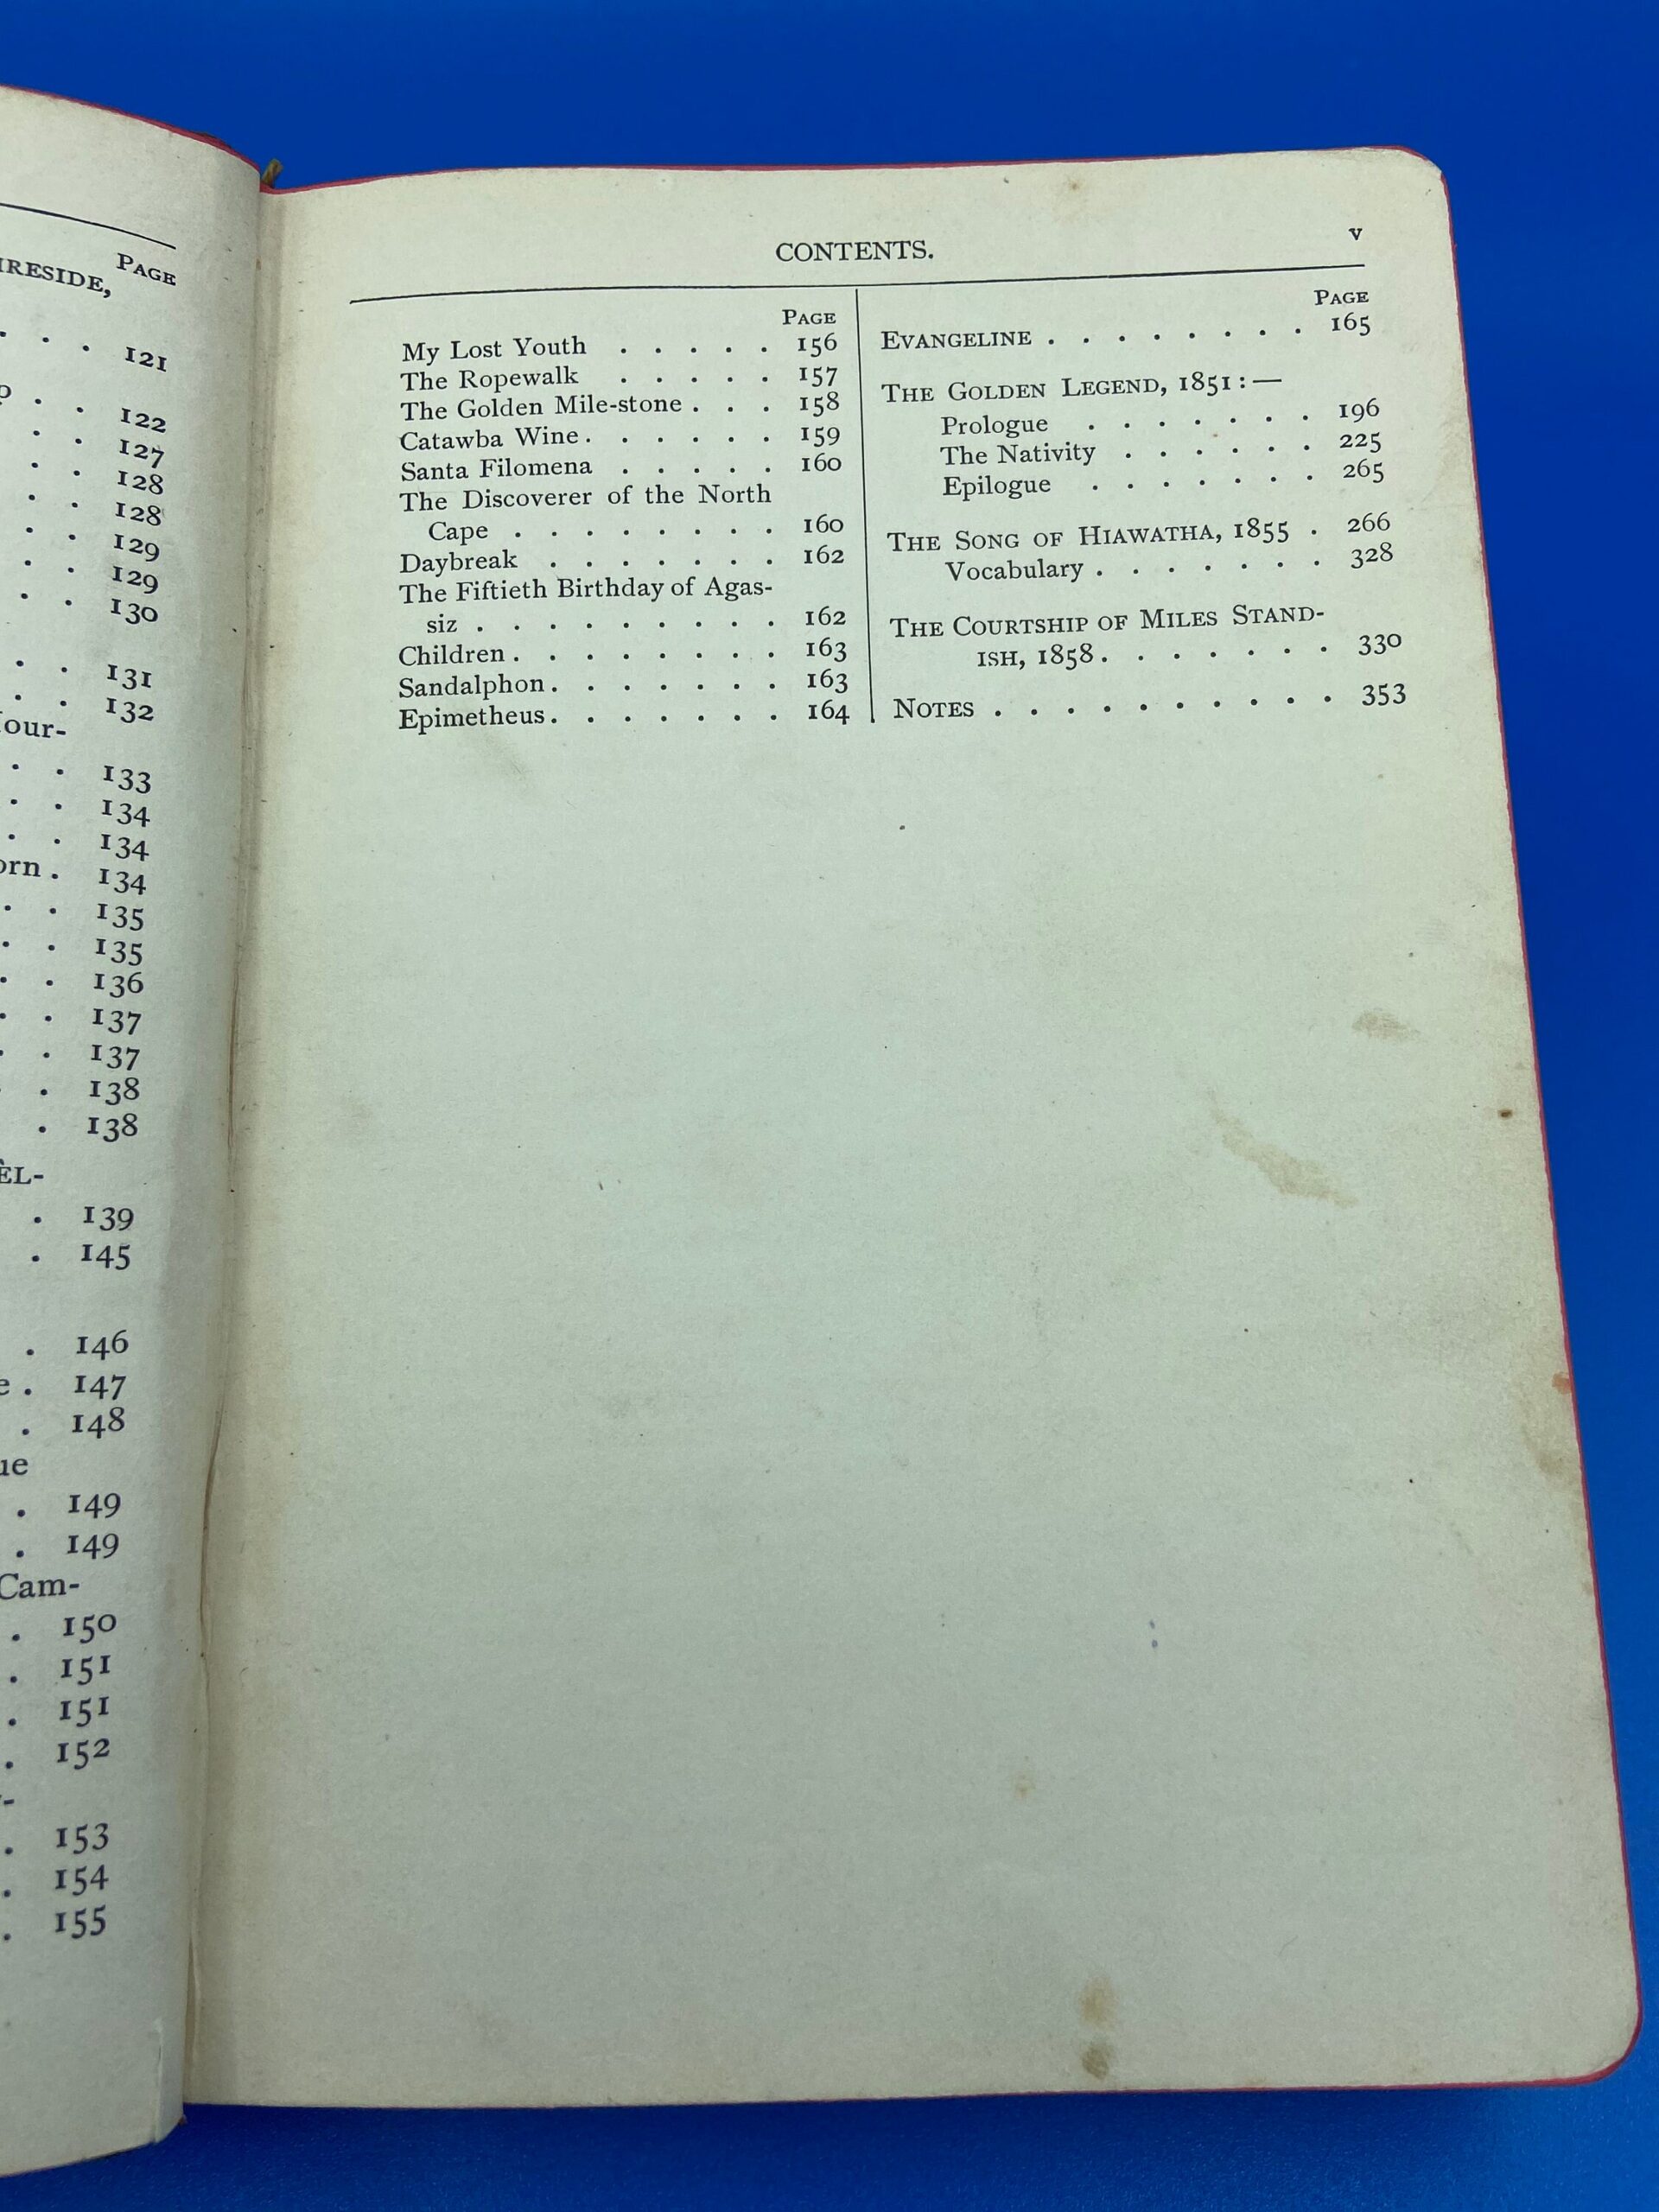 PAGE
IRESIDE,
. . . 121
. . 122
. . 127
. . 128
. . 128
. . 129
. . 129
. . 130
. . 131
. . 132
our-
. . 133
. . 134
. . 134
orn . 134
. . 135
. . 135
. . 136
. . 137
. . 137
. 138
. 138
ÈL-
. 139
. 145
. 146
e . 147
. 148
ue
. 149
. 149
Cam-
. 150
. 151
. 151
. 152
-
. 153
. 154
. 155
CONTENTS. v
PAGE
My Lost Youth . . . . . 156
The Ropewalk . . . . . 157
The Golden Mile-stone . . . 158
Catawba Wine . . . . . . 159
Santa Filomena . . . . . 160
The Discoverer of the North
Cape . . . . . . . . 160
Daybreak . . . . . . . 162
The Fiftieth Birthday of Agas-
siz . . . . . . . . . 162
Children . . . . . . . . 163
Sandalphon . . . . . . . 163
Epimetheus . . . . . . . 164
PAGE
EVANGELINE . . . . . . . . 165
THE GOLDEN LEGEND, 1851 : —
Prologue . . . . . . . 196
The Nativity . . . . . . 225
Epilogue . . . . . . . 265
THE SONG OF HIAWATHA, 1855 . 266
Vocabulary . . . . . . . 328
THE COURTSHIP OF MILES STAND-
ISH, 1858 . . . . . . . 330
NOTES . . . . . . . . . . 353